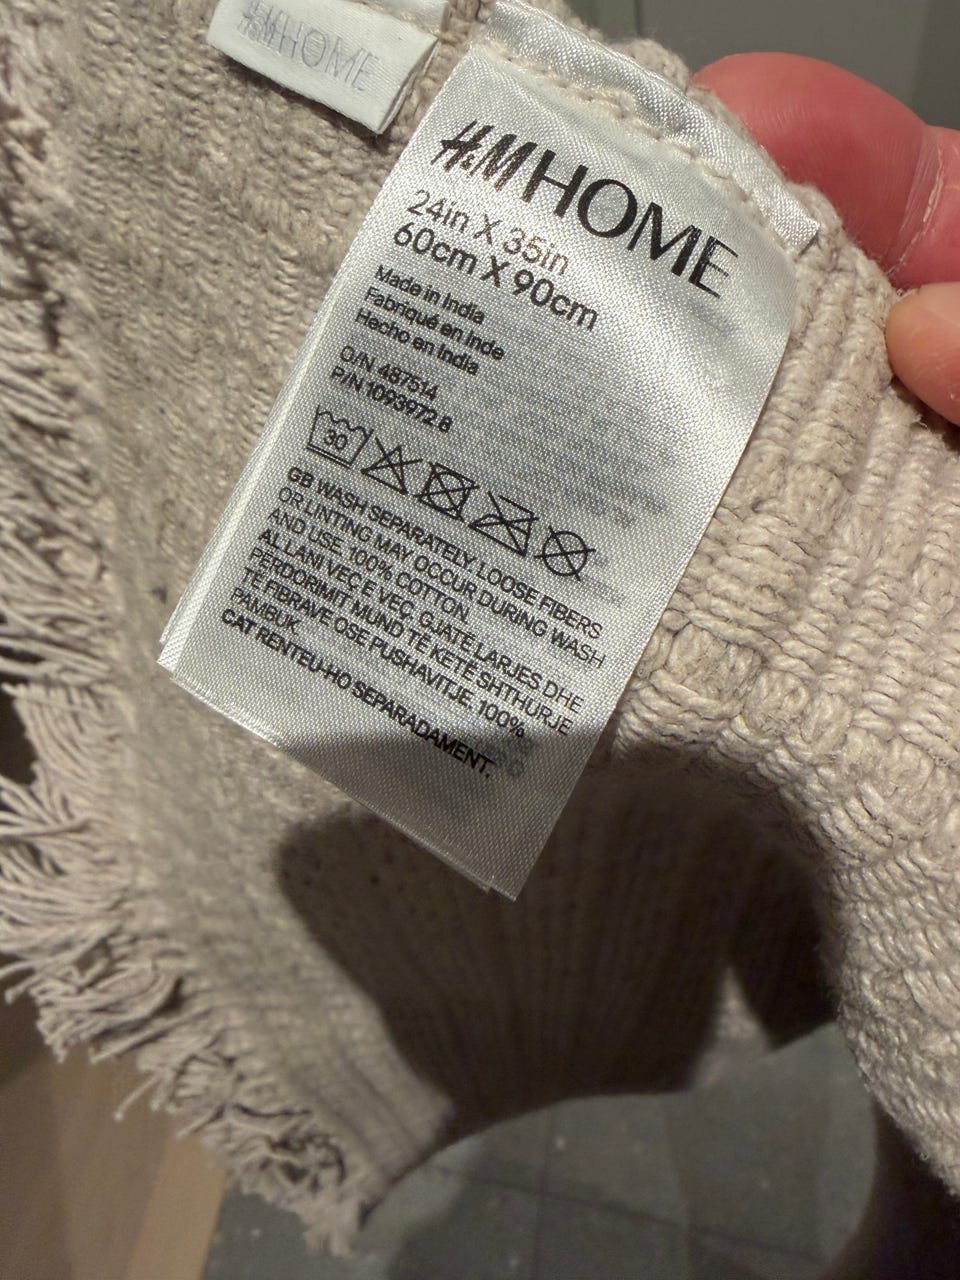 H&M HOME
H&M HOME
24in X 35in
60cm X 90cm
Made in India
Fabriqué en Inde
Hecho en India
O/N 487514
P/N 1093972 8
30
GB WASH SEPARATELY LOOSE FIBERS
OR LINTING MAY OCCUR DURING WASH
AND USE. 100% COTTON.
ALLANI VEÇ E VEÇ. GJATË LARJES DHE
PËRDORIMIT MUND TË KETË SHTHURJE
TË FIBRAVE OSE PUSHAVITJE. 100%
PAMBUK.
CAT RENTEU-HO SEPARADAMENT.